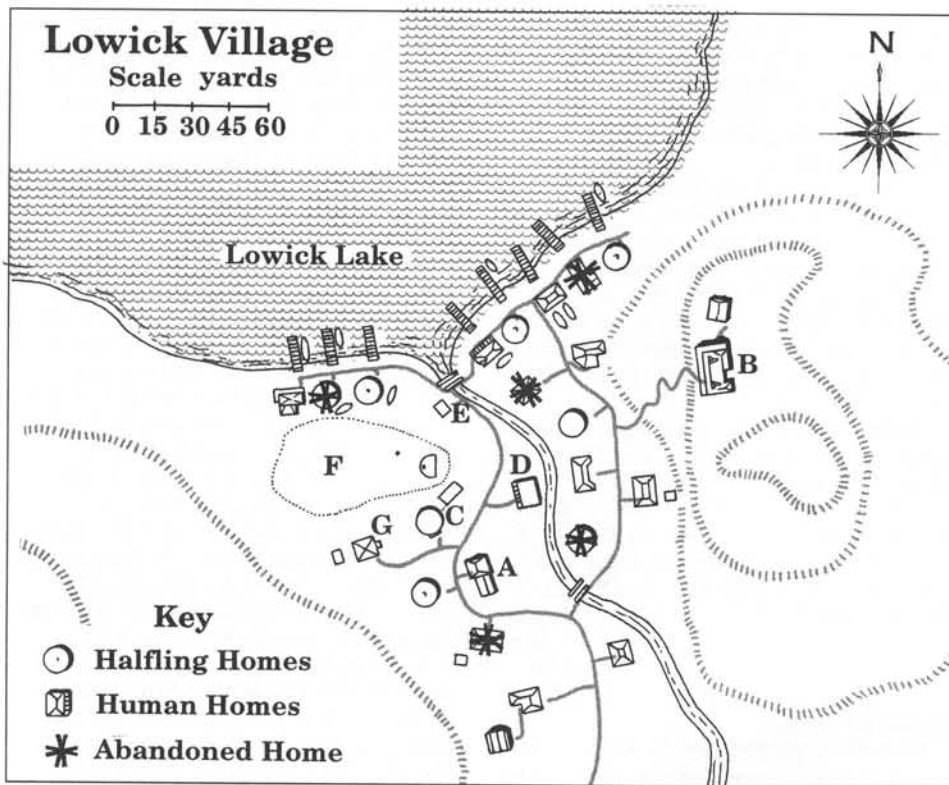 Lowick Village
Scale yards
0 15 30 45 60
N
Lowick Lake
B
E
F
D
C
G
A
Key
Halfling Homes
Human Homes
Abandoned Home